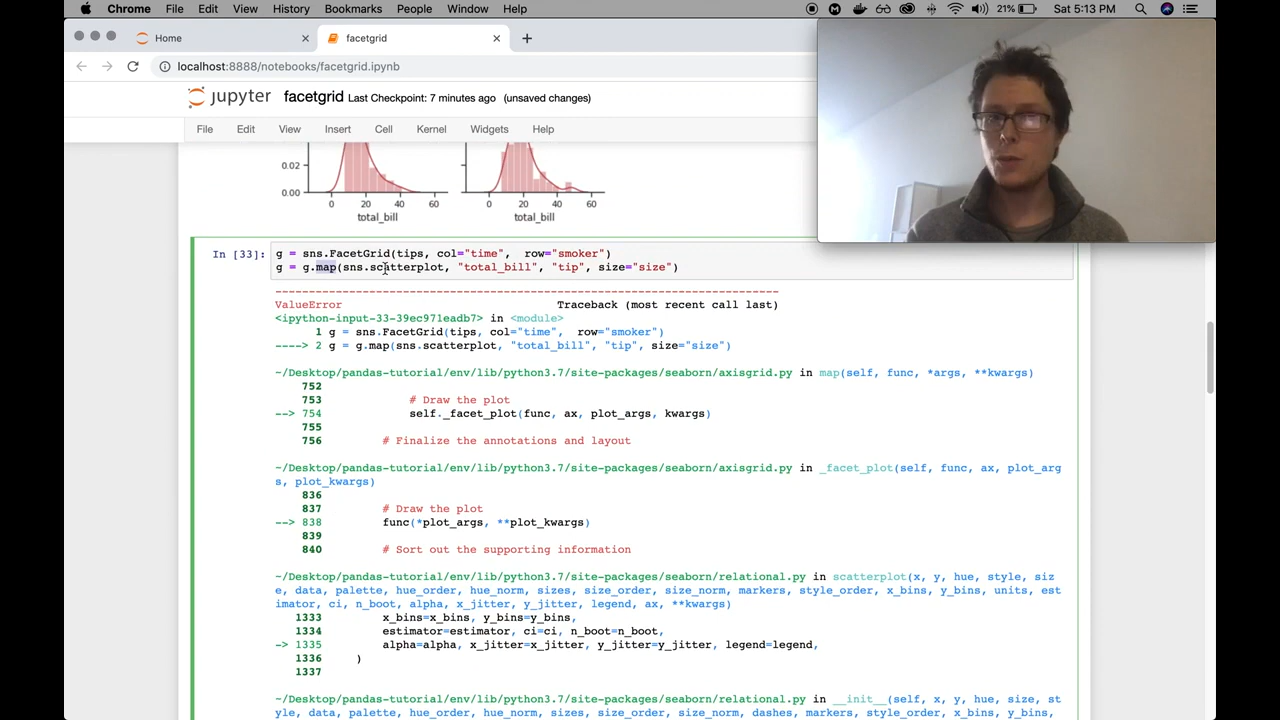 Chrome File Edit View History Bookmarks People Window Help 21% Sat 5:13 PM
Home facetgrid
localhost:8888/notebooks/facetgrid.ipynb
jupyter facetgrid Last Checkpoint: 7 minutes ago (unsaved changes)
File Edit View Insert Cell Kernel Widgets Help
0.02
0.00
0 20 40 60 0 20 40 60
total_bill total_bill
In [33]: g = sns.FacetGrid(tips, col="time",  row="smoker")
g = g.map(sns.scatterplot, "total_bill", "tip", size="size")
---------------------------------------------------------------------------
ValueError Traceback (most recent call last)
<ipython-input-33-39ec971eadb7> in <module>
1 g = sns.FacetGrid(tips, col="time",  row="smoker")
----> 2 g = g.map(sns.scatterplot, "total_bill", "tip", size="size")
~/Desktop/pandas-tutorial/env/lib/python3.7/site-packages/seaborn/axisgrid.py in map(self, func, *args, **kwargs)
752
753 # Draw the plot
--> 754 self._facet_plot(func, ax, plot_args, kwargs)
755
756 # Finalize the annotations and layout
~/Desktop/pandas-tutorial/env/lib/python3.7/site-packages/seaborn/axisgrid.py in _facet_plot(self, func, ax, plot_arg
s, plot_kwargs)
836
837 # Draw the plot
--> 838 func(*plot_args, **plot_kwargs)
839
840 # Sort out the supporting information
~/Desktop/pandas-tutorial/env/lib/python3.7/site-packages/seaborn/relational.py in scatterplot(x, y, hue, style, siz
e, data, palette, hue_order, hue_norm, sizes, size_order, size_norm, markers, style_order, x_bins, y_bins, units, est
imator, ci, n_boot, alpha, x_jitter, y_jitter, legend, ax, **kwargs)
1333 x_bins=x_bins, y_bins=y_bins,
1334 estimator=estimator, ci=ci, n_boot=n_boot,
-> 1335 alpha=alpha, x_jitter=x_jitter, y_jitter=y_jitter, legend=legend,
1336 )
1337
~/Desktop/pandas-tutorial/env/lib/python3.7/site-packages/seaborn/relational.py in __init__(self, x, y, hue, size, st
yle, data, palette, hue_order, hue_norm, sizes, size_order, size_norm, dashes, markers, style_order, x_bins, y_bins,